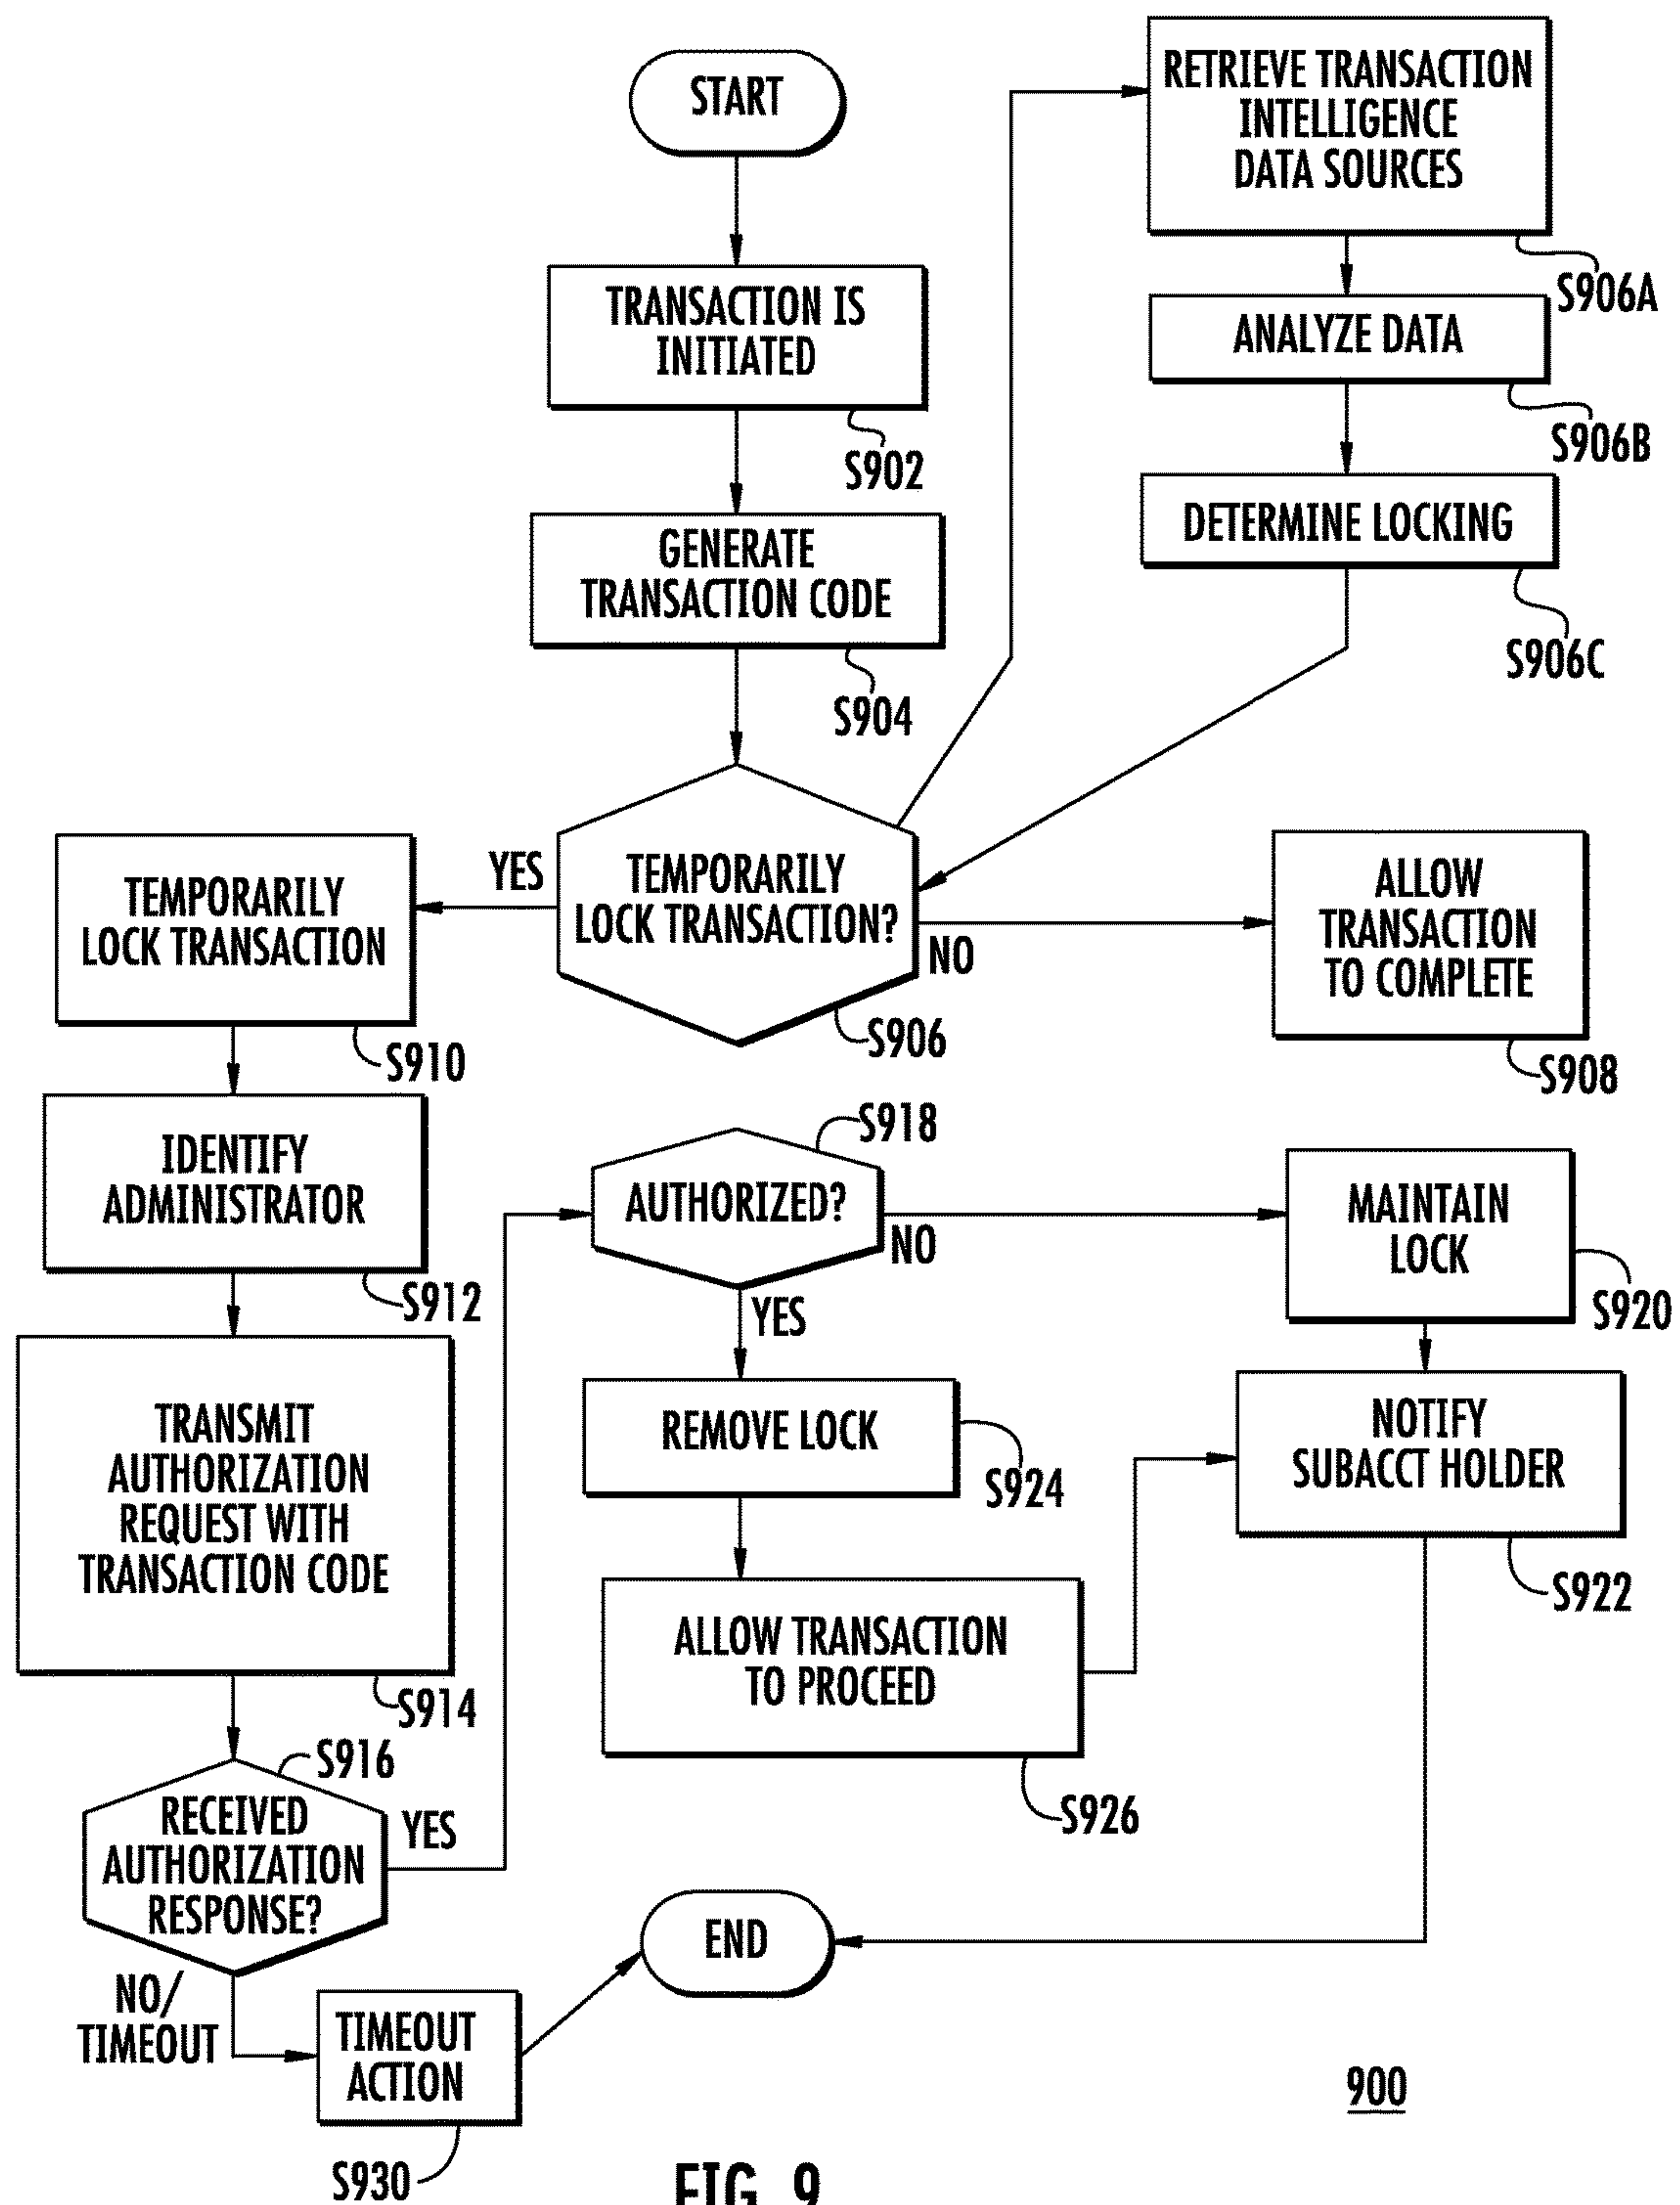 START
TRANSACTION IS
INITIATED
S902
GENERATE
TRANSACTION CODE
S904
RETRIEVE TRANSACTION
INTELLIGENCE
DATA SOURCES
S906A
ANALYZE DATA
S906B
DETERMINE LOCKING
S906C
TEMPORARILY
LOCK TRANSACTION?
S906
YES
NO
ALLOW
TRANSACTION
TO COMPLETE
S908
TEMPORARILY
LOCK TRANSACTION
S910
IDENTIFY
ADMINISTRATOR
S912
TRANSMIT
AUTHORIZATION
REQUEST WITH
TRANSACTION CODE
S914
S916
RECEIVED
AUTHORIZATION
RESPONSE?
YES
NO/
TIMEOUT
TIMEOUT
ACTION
S930
S918
AUTHORIZED?
NO
YES
MAINTAIN
LOCK
S920
NOTIFY
SUBACCT HOLDER
S922
REMOVE LOCK
S924
ALLOW TRANSACTION
TO PROCEED
S926
END
900
FIG. 9